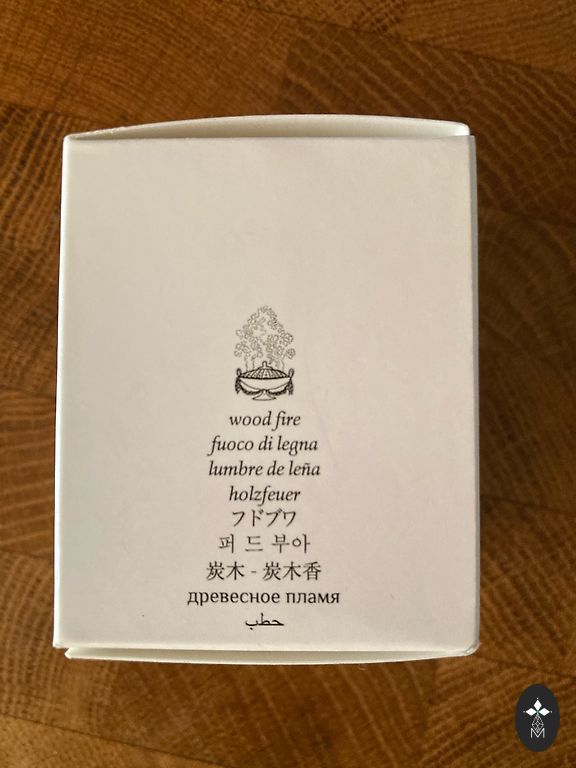 wood fire
fuoco di legna
lumbre de leña
holzfeuer
フドブワ
퍼 드 부아
炭木 - 炭木香
древесное пламя
حطب
M